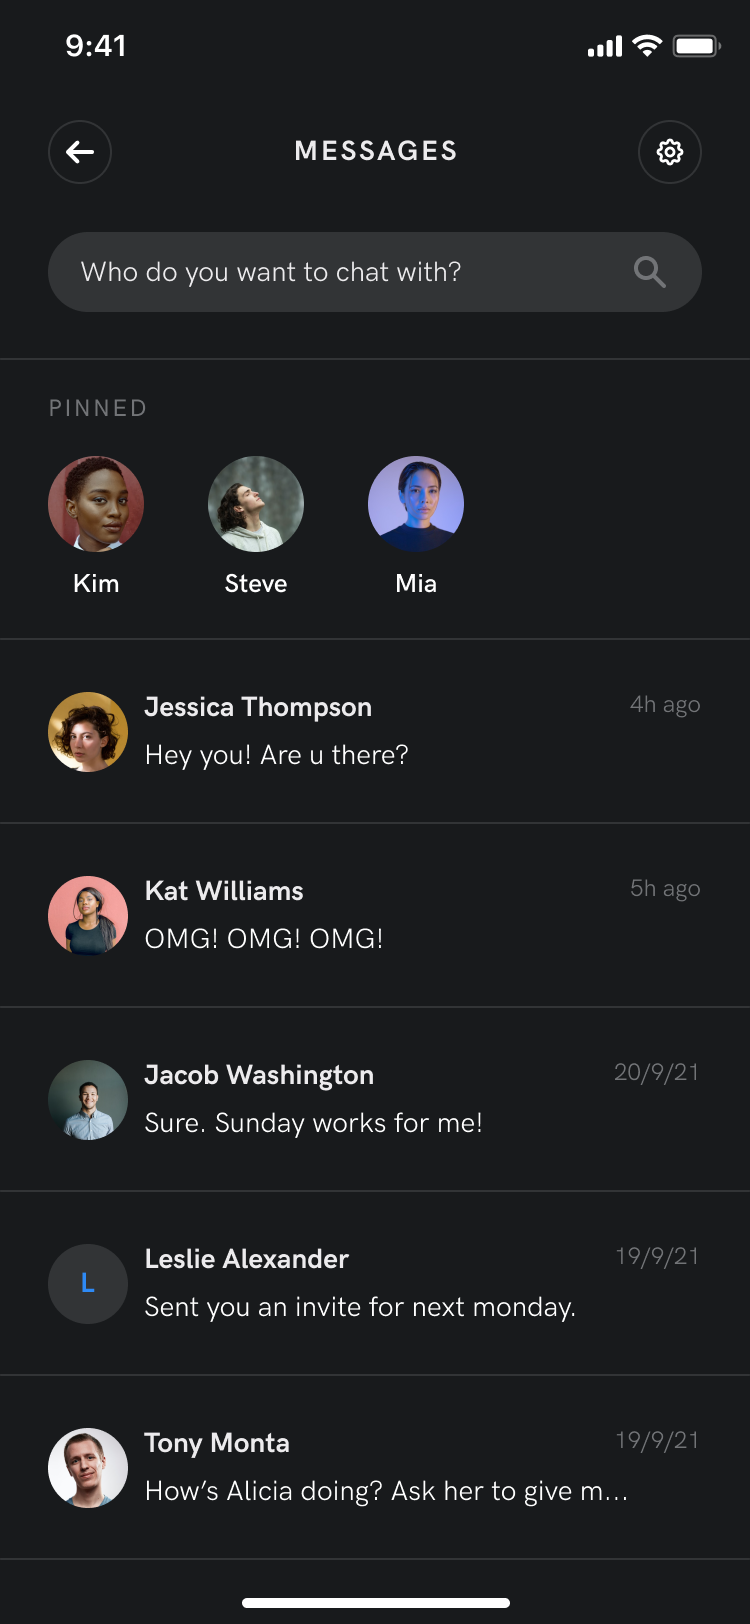 9:41
MESSAGES
Who do you want to chat with?
PINNED
Kim Steve Mia
Jessica Thompson 4h ago
Hey you! Are u there?
Kat Williams 5h ago
OMG! OMG! OMG!
Jacob Washington 20/9/21
Sure. Sunday works for me!
L
Leslie Alexander 19/9/21
Sent you an invite for next monday.
Tony Monta 19/9/21
How’s Alicia doing? Ask her to give m...